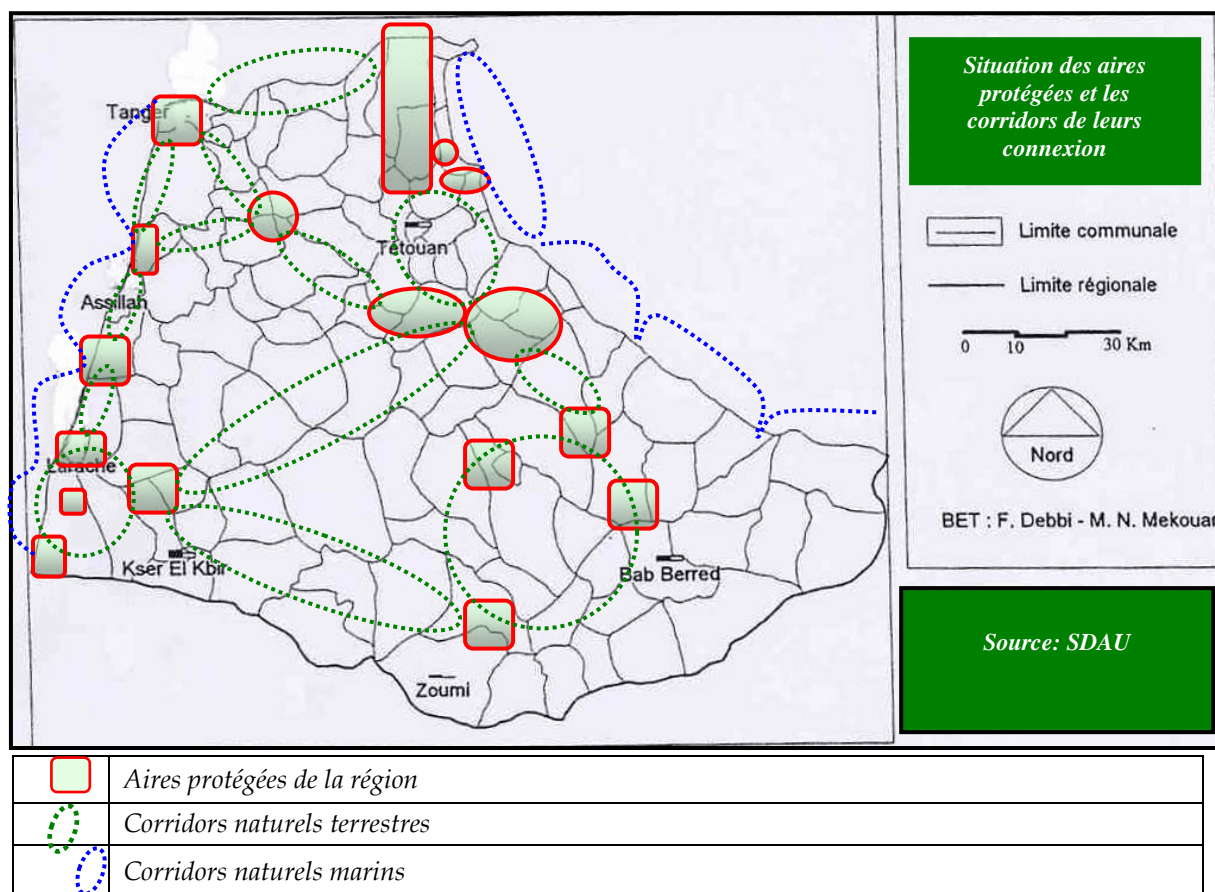 Tanger
Assillah
Larache
Tétouan
Kser El Kbir
Bab Berred
Zoumi
Situation des aires
protégées et les
corridors de leurs
connexion
Limite communale
Limite régionale
0 10 30 Km
Nord
BET : F. Debbi - M. N. Mekouar
Source: SDAU
Aires protégées de la région
Corridors naturels terrestres
Corridors naturels marins